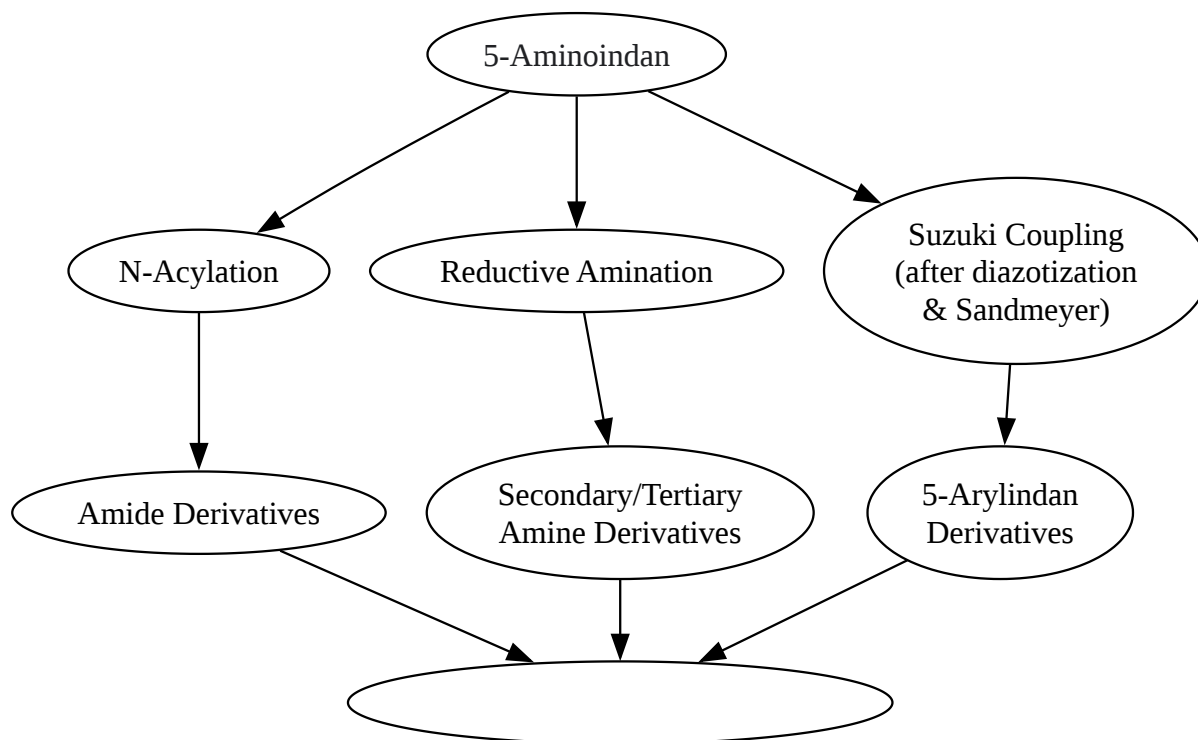 5-Aminoindan
N-Acylation
Reductive Amination
Suzuki Coupling
(after diazotization
& Sandmeyer)
Amide Derivatives
Secondary/Tertiary
Amine Derivatives
5-Arylindan
Derivatives